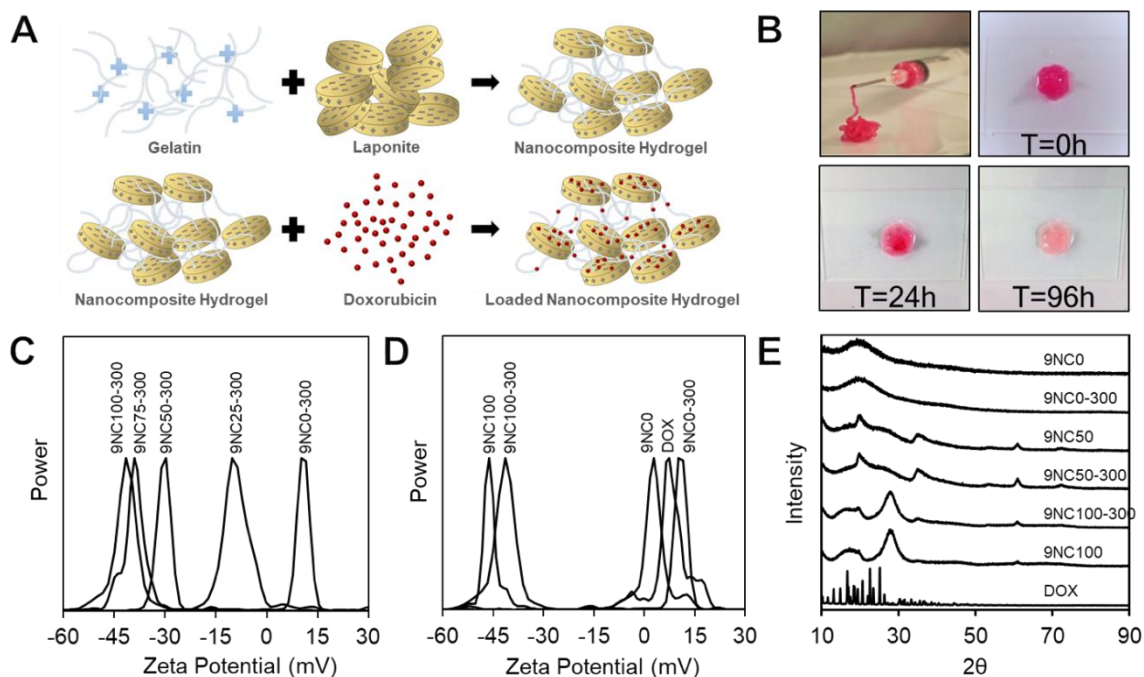 A
Gelatin
Laponite
Nanocomposite Hydrogel
Nanocomposite Hydrogel
Doxorubicin
Loaded Nanocomposite Hydrogel
B
T=0h
T=24h
T=96h
C
9NC100-300
9NC75-300
9NC50-300
9NC25-300
9NC0-300
Power
-60 -45 -30 -15 0 15 30
Zeta Potential (mV)
D
9NC100
9NC100-300
9NC0
DOX
9NC0-300
Power
-60 -45 -30 -15 0 15 30
Zeta Potential (mV)
E
9NC0
9NC0-300
9NC50
9NC50-300
9NC100-300
9NC100
DOX
Intensity
10 30 50 70 90
2θ